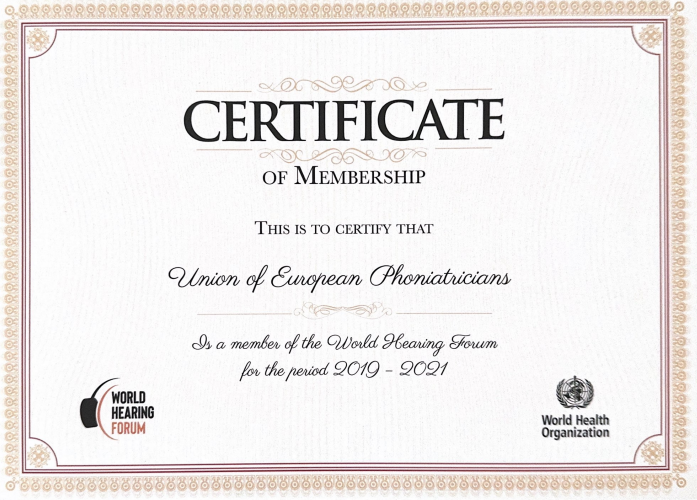 CERTIFICATE
OF MEMBERSHIP
THIS IS TO CERTIFY THAT
Union of European Phoniatricians
Is a member of the World Hearing Forum
for the period 2019 - 2021
WORLD
HEARING
FORUM
World Health
Organization